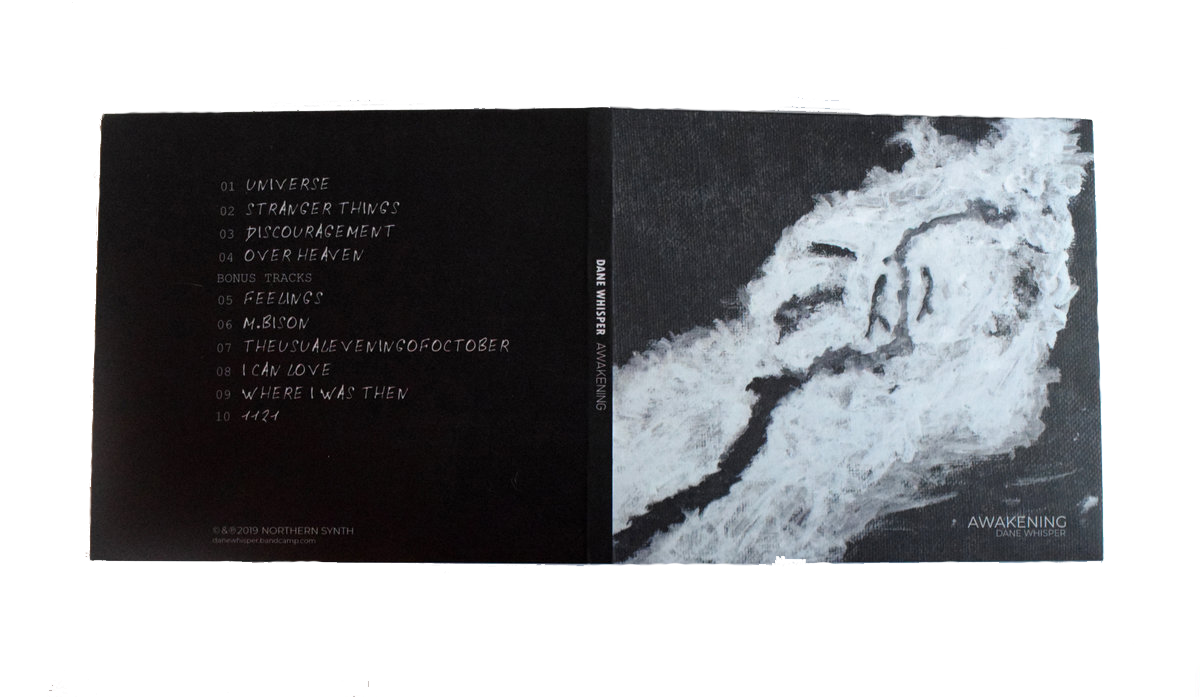 01 UNIVERSE
02 STRANGER THINGS
03 DISCOURAGEMENT
04 OVER HEAVEN
BONUS TRACKS
05 FEELINGS
06 M.BISON
07 THEUSUALEVENINGOFOCTOBER
08 I CAN LOVE
09 WHERE I WAS THEN
10 1121
©&℗2019 NORTHERN SYNTH
danewhisper.bandcamp.com
DANE WHISPER AWAKENING
AWAKENING
DANE WHISPER